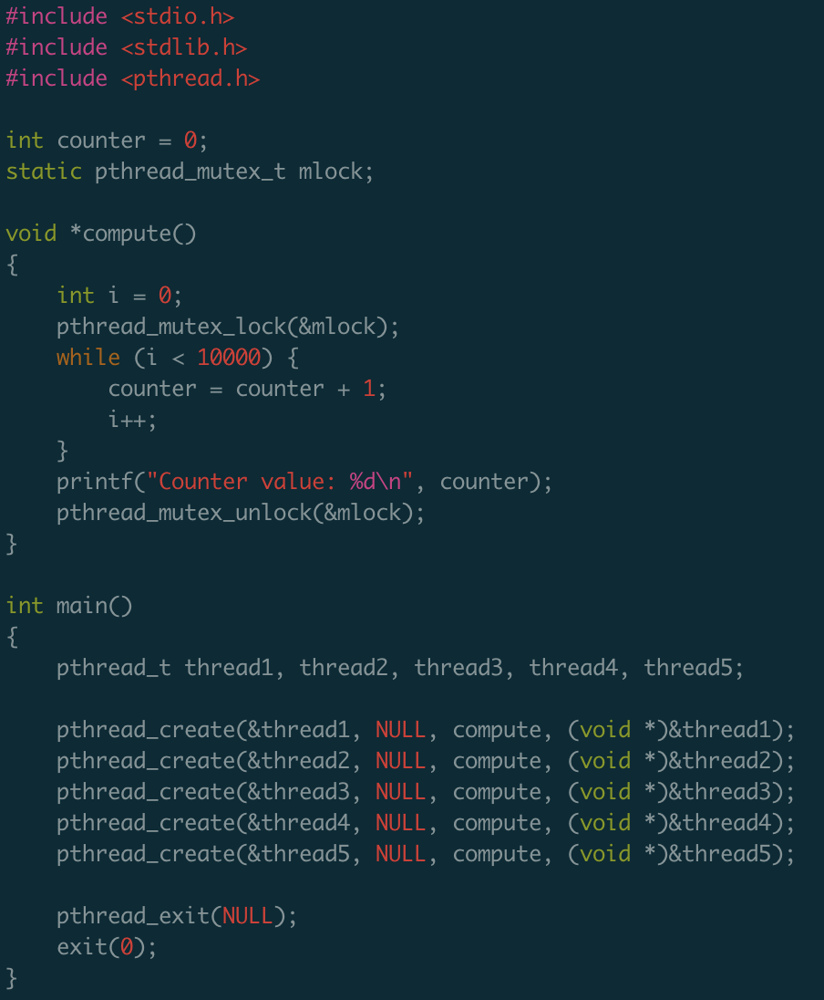 #include <stdio.h>
#include <stdlib.h>
#include <pthread.h>

int counter = 0;
static pthread_mutex_t mlock;

void *compute()
{
    int i = 0;
    pthread_mutex_lock(&mlock);
    while (i < 10000) {
        counter = counter + 1;
        i++;
    }
    printf("Counter value: %d\n", counter);
    pthread_mutex_unlock(&mlock);
}

int main()
{
    pthread_t thread1, thread2, thread3, thread4, thread5;

    pthread_create(&thread1, NULL, compute, (void *)&thread1);
    pthread_create(&thread2, NULL, compute, (void *)&thread2);
    pthread_create(&thread3, NULL, compute, (void *)&thread3);
    pthread_create(&thread4, NULL, compute, (void *)&thread4);
    pthread_create(&thread5, NULL, compute, (void *)&thread5);

    pthread_exit(NULL);
    exit(0);
}